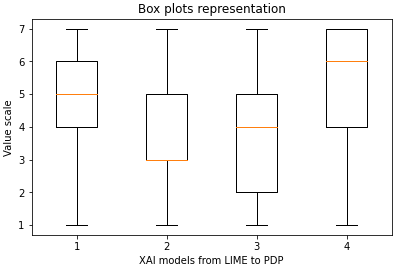 Box plots representation
Value scale
7
6
5
4
3
2
1
1 2 3 4
XAI models from LIME to PDP